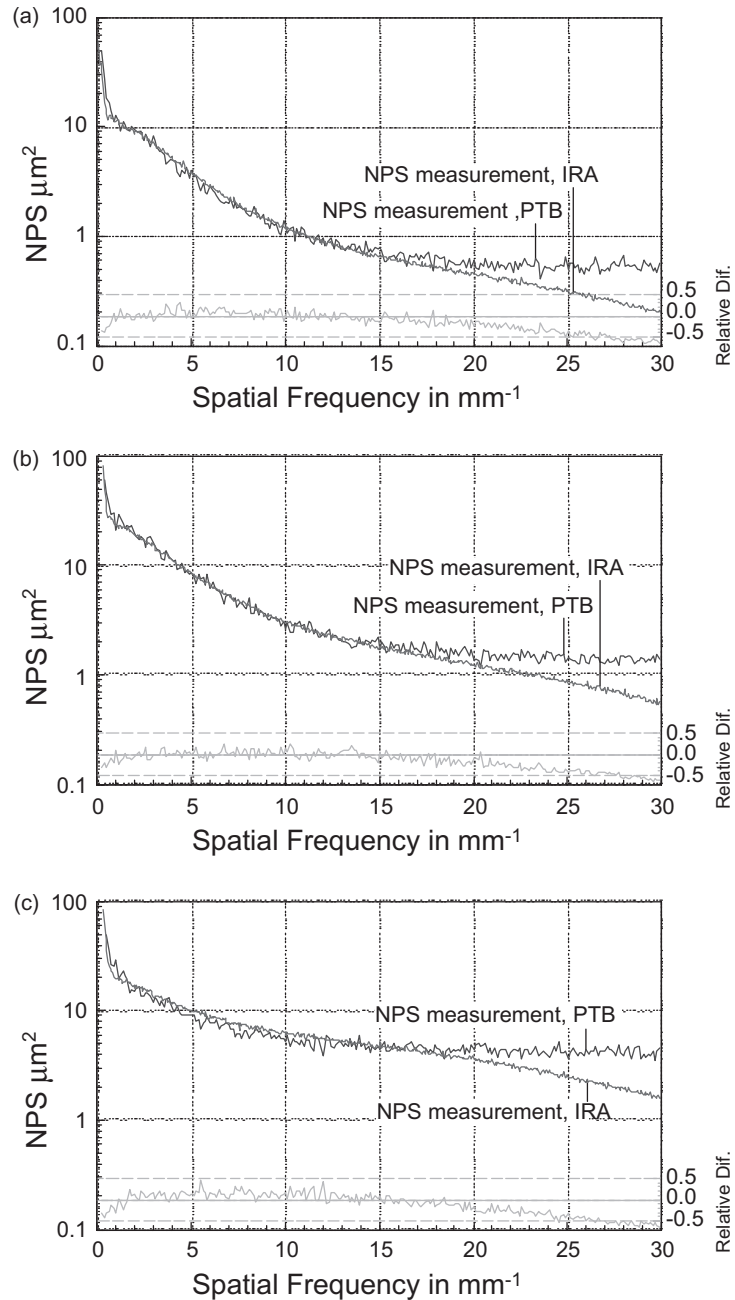 (a)
100
10
1
0.1
NPS μm²
NPS measurement, IRA
NPS measurement ,PTB
0.5
0.0
-0.5
Relative Dif.
0 5 10 15 20 25 30
Spatial Frequency in mm⁻¹
(b)
100
10
1
0.1
NPS μm²
NPS measurement, IRA
NPS measurement, PTB
0.5
0.0
-0.5
Relative Dif.
0 5 10 15 20 25 30
Spatial Frequency in mm⁻¹
(c)
100
10
1
0.1
NPS μm²
NPS measurement, PTB
NPS measurement, IRA
0.5
0.0
-0.5
Relative Dif.
0 5 10 15 20 25 30
Spatial Frequency in mm⁻¹